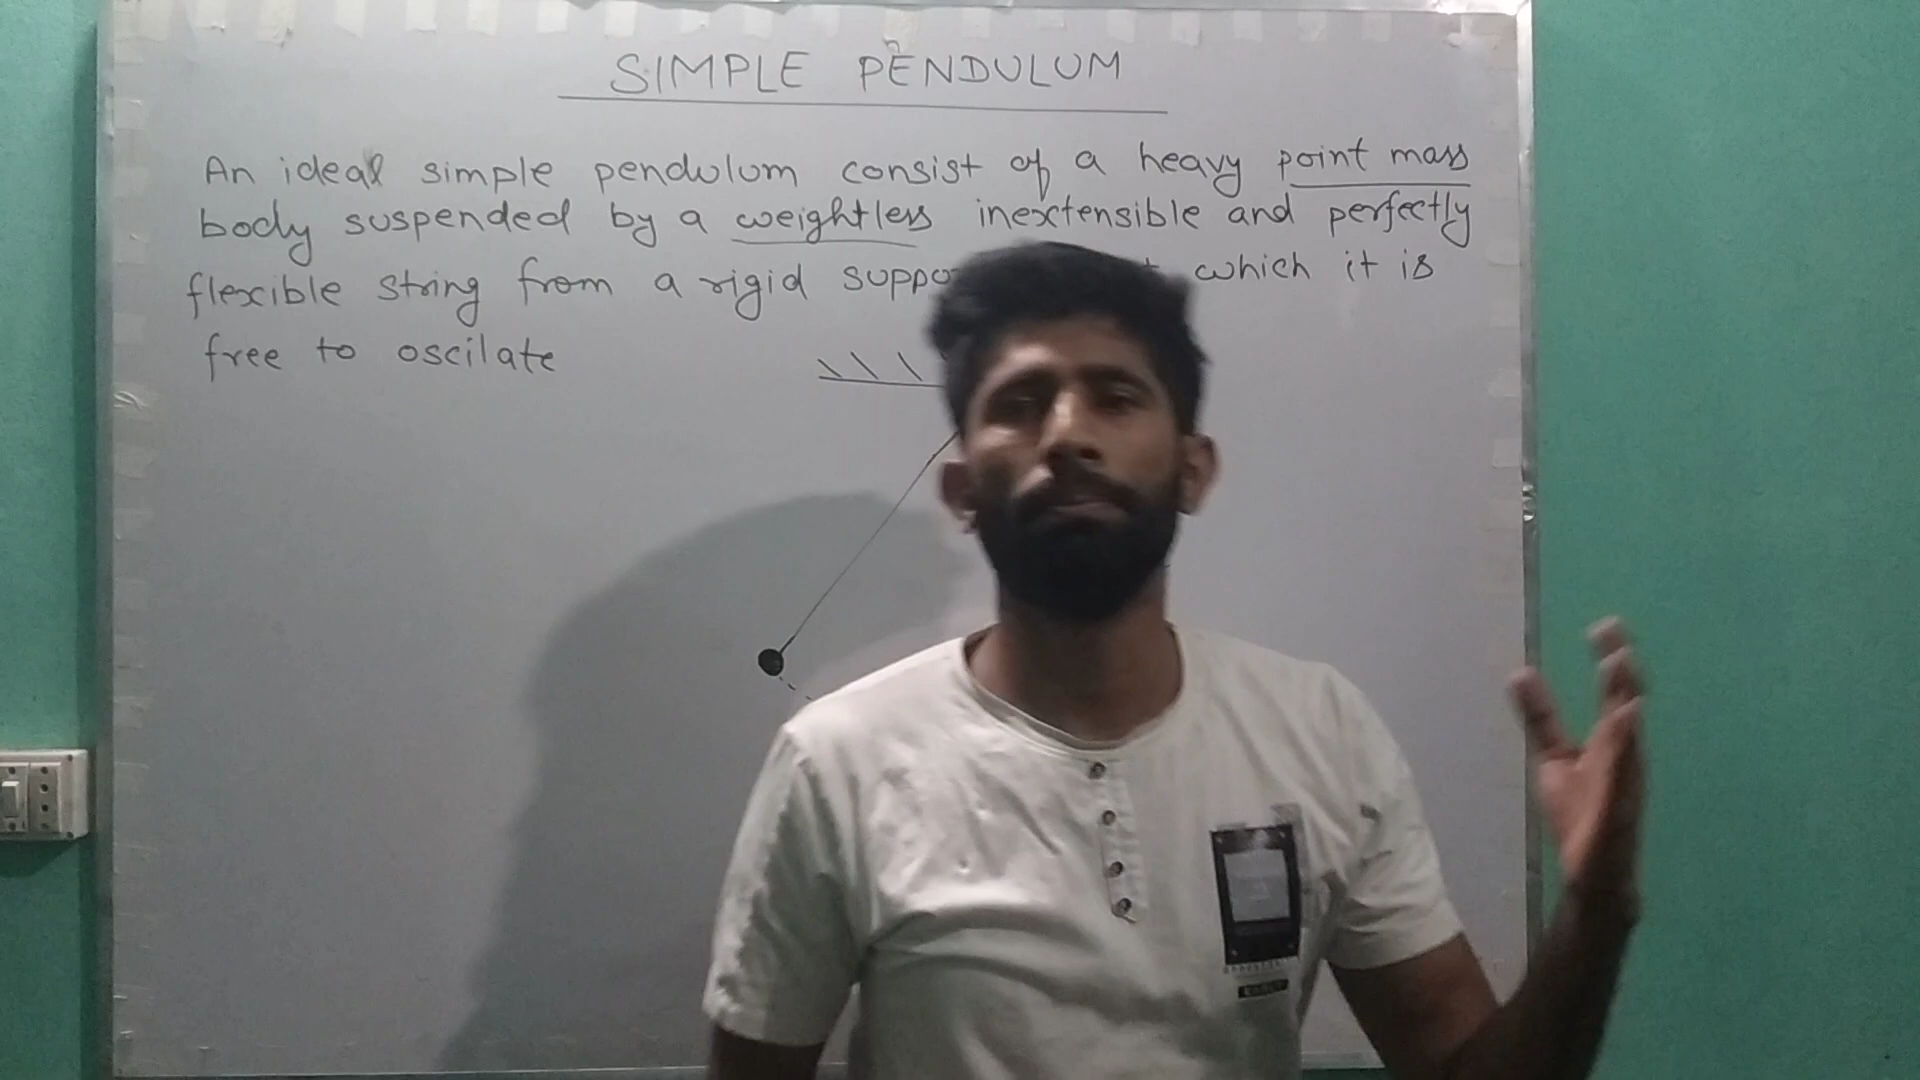 SIMPLE PENDULUM
An ideal simple pendulum consist of a heavy point mass
body suspended by a weightless inextensible and perfectly
flexible string from a rigid which it is
free to oscilate